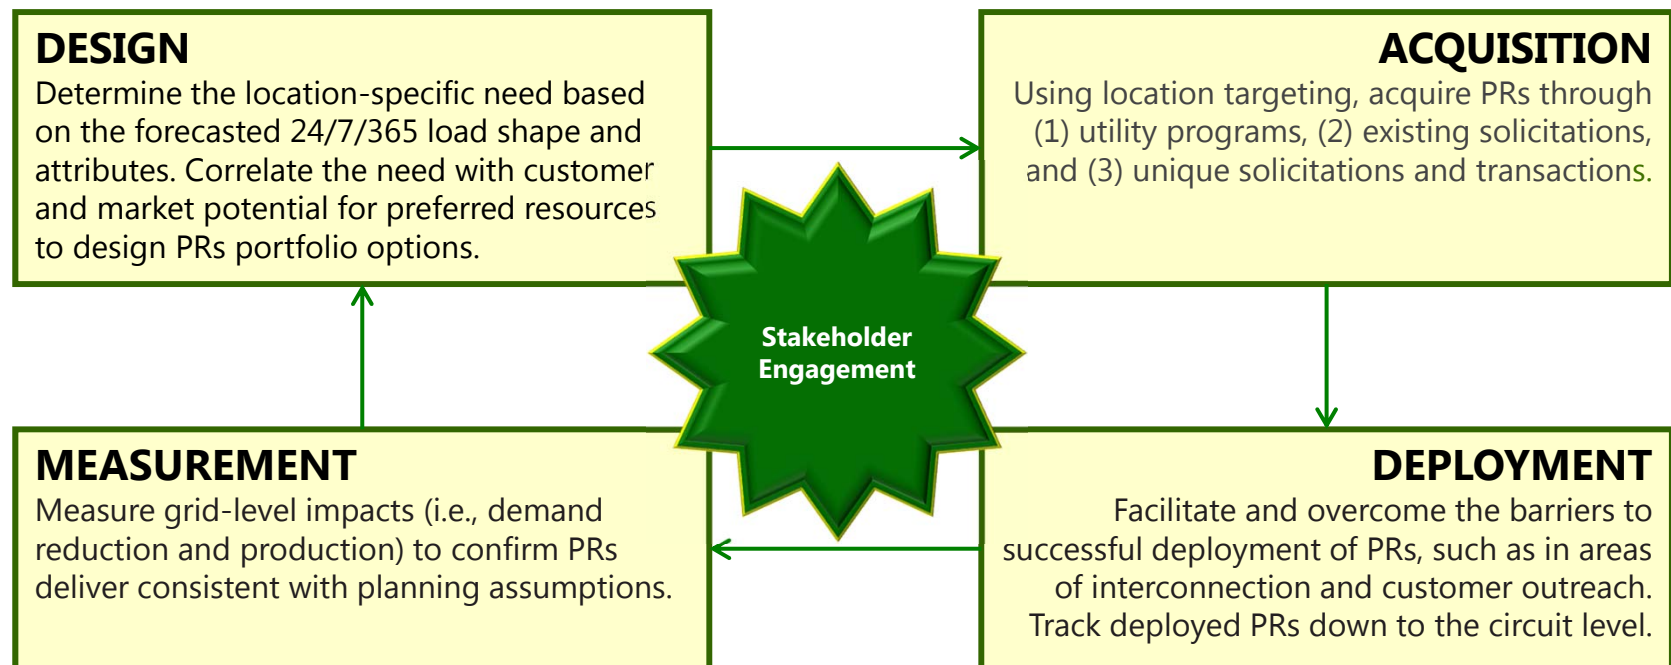 DESIGN
Determine the location-specific need based
on the forecasted 24/7/365 load shape and
attributes. Correlate the need with customer
and market potential for preferred resources
to design PRs portfolio options.
ACQUISITION
Using location targeting, acquire PRs through
(1) utility programs, (2) existing solicitations,
and (3) unique solicitations and transactions.
Stakeholder
Engagement
MEASUREMENT
Measure grid-level impacts (i.e., demand
reduction and production) to confirm PRs
deliver consistent with planning assumptions.
DEPLOYMENT
Facilitate and overcome the barriers to
successful deployment of PRs, such as in areas
of interconnection and customer outreach.
Track deployed PRs down to the circuit level.